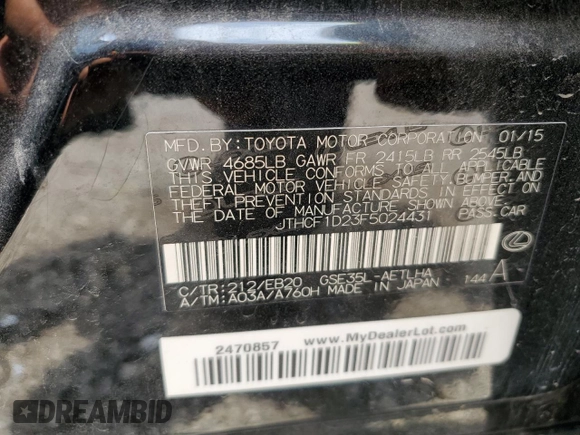 MFD. BY: TOYOTA MOTOR CORPORATION 01/15
GVWR 4685LB GAWR FR 2415LB RR 2545LB
THIS VEHICLE CONFORMS TO ALL APPLICABLE
FEDERAL MOTOR VEHICLE SAFETY, BUMPER, AND
THEFT PREVENTION STANDARDS IN EFFECT ON
THE DATE OF MANUFACTURE SHOWN ABOVE.
JTHCF1D23F5024431 PASS. CAR
C/TR: 212/EB20 GSE35L-AETLHA
A/TM: A03A/A760H MADE IN JAPAN 144 A
2470857 www.MyDealerLot.com
DREAMBID